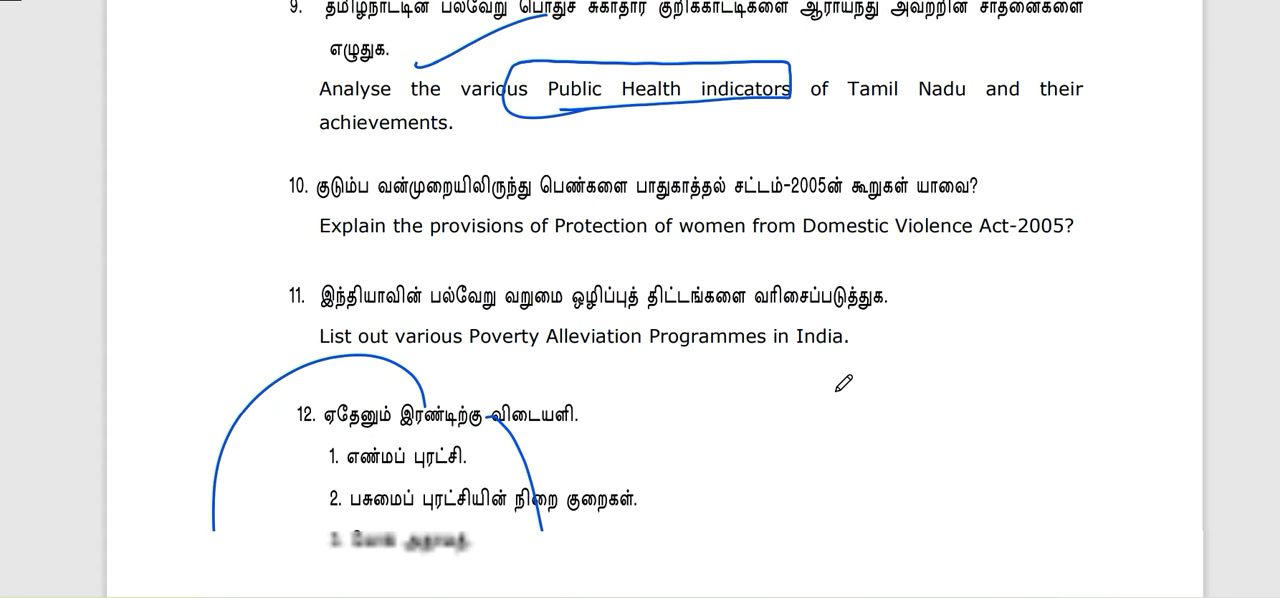 9. தமிழ்நாட்டின் பல்வேறு பொதுச் சுகாதார குறிக்காட்டிகளை ஆராய்ந்து அவற்றின் சாதனைகளை
எழுதுக.
Analyse the various Public Health indicators of Tamil Nadu and their
achievements.
10. குடும்ப வன்முறையிலிருந்து பெண்களை பாதுகாத்தல் சட்டம்-2005ன் கூறுகள் யாவை?
Explain the provisions of Protection of women from Domestic Violence Act-2005?
11. இந்தியாவின் பல்வேறு வறுமை ஒழிப்புத் திட்டங்களை வரிசைப்படுத்துக.
List out various Poverty Alleviation Programmes in India.
12. ஏதேனும் இரண்டிற்கு விடையளி.
1. எண்மப் புரட்சி.
2. பசுமைப் புரட்சியின் நிறை குறைகள்.